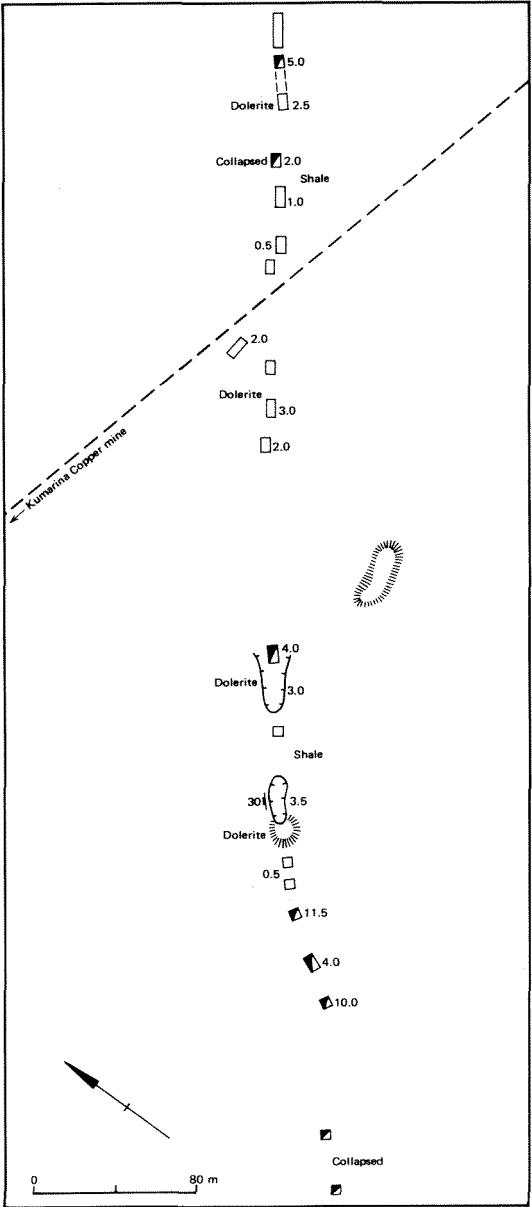 5.0
Dolerite 2.5
Collapsed 2.0
Shale
1.0
0.5
2.0
Dolerite
3.0
2.0
Kumarina Copper mine
4.0
Dolerite
3.0
Shale
30 3.5
Dolerite
0.5
11.5
4.0
10.0
Collapsed
0 80 m